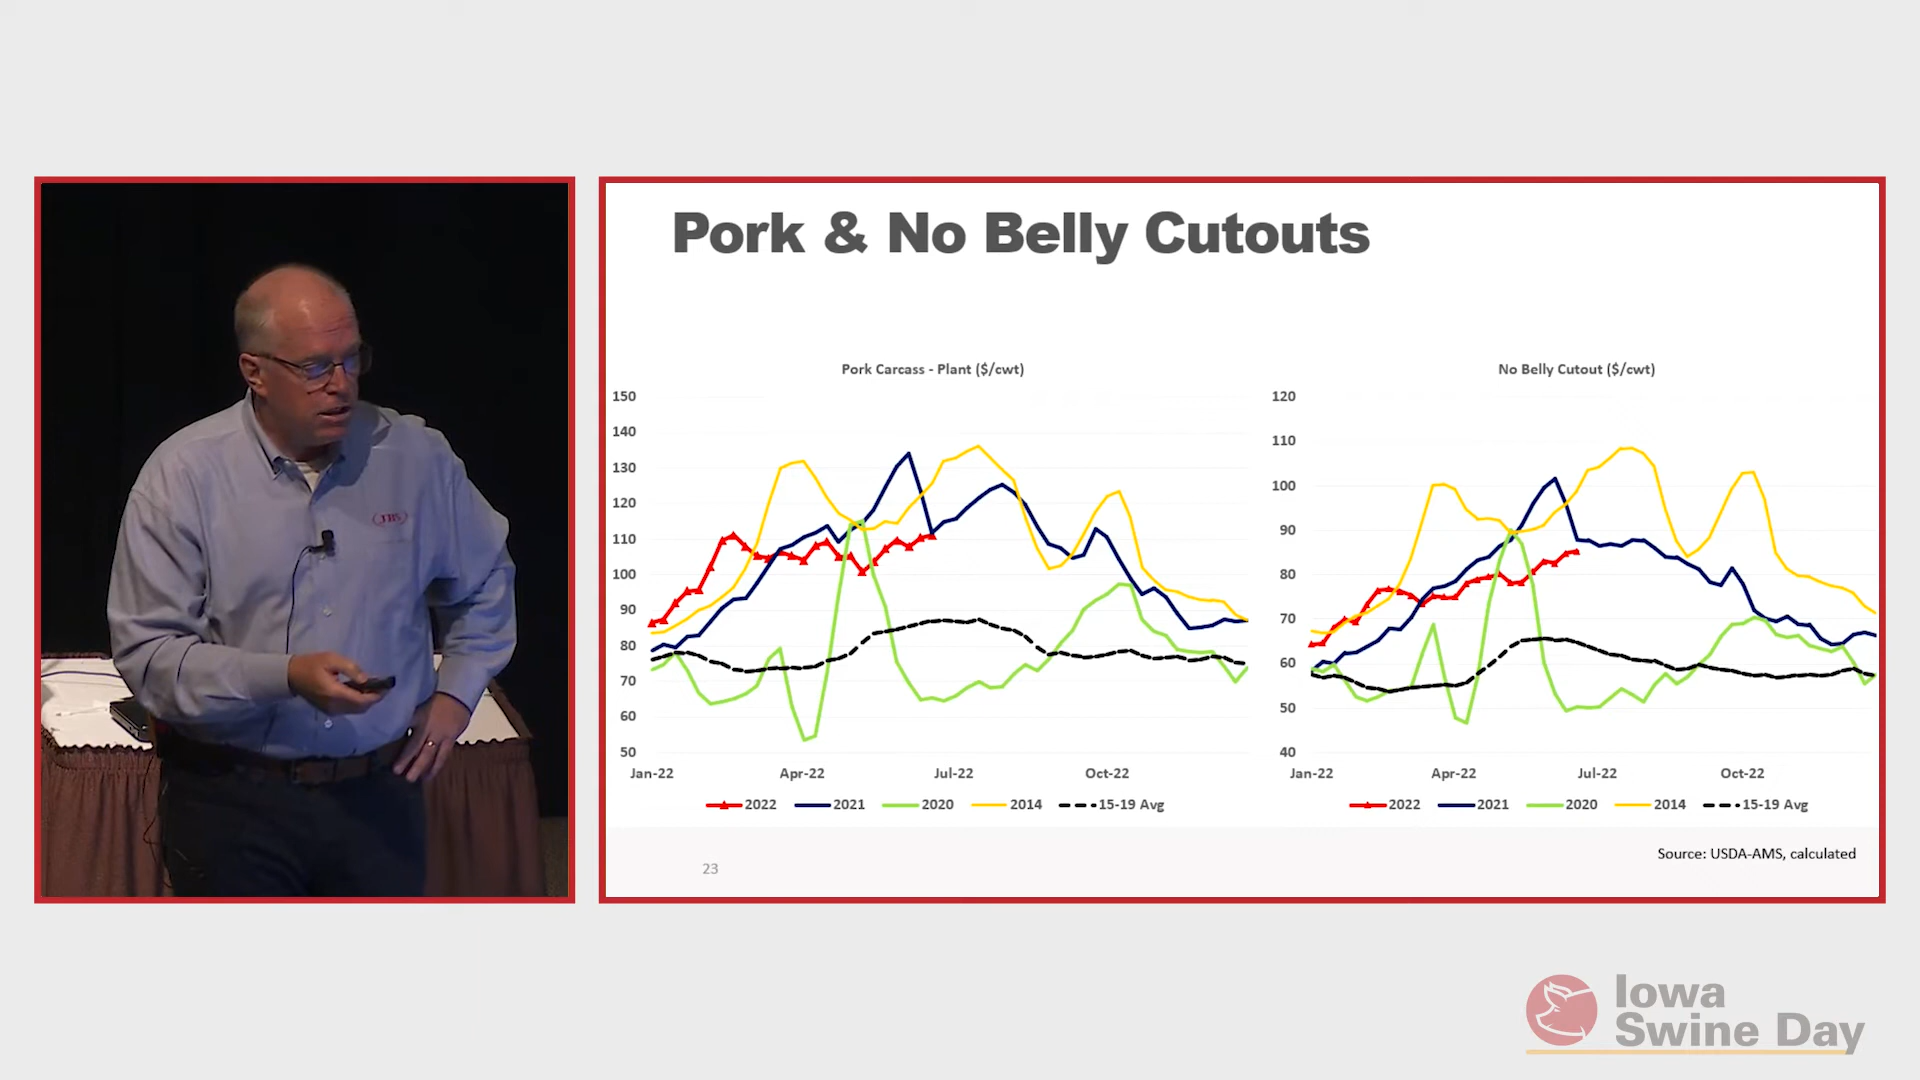 Pork & No Belly Cutouts
Pork Carcass - Plant ($/cwt)
150
140
130
120
110
100
90
80
70
60
50
Jan-22 Apr-22 Jul-22 Oct-22
2022 2021 2020 2014 15-19 Avg
No Belly Cutout ($/cwt)
120
110
100
90
80
70
60
50
40
Jan-22 Apr-22 Jul-22 Oct-22
2022 2021 2020 2014 15-19 Avg
Source: USDA-AMS, calculated
23
JBS
Iowa
Swine Day